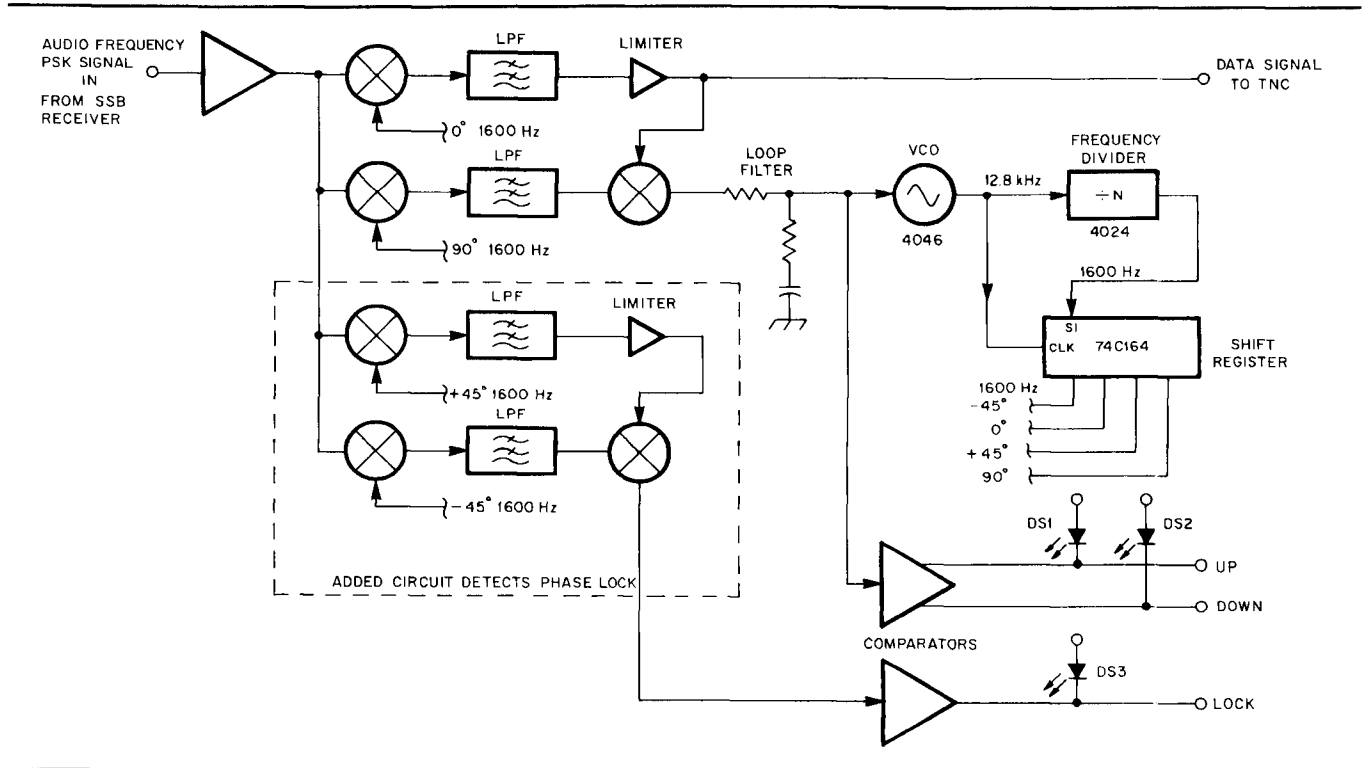 AUDIO FREQUENCY
PSK SIGNAL
IN
FROM SSB
RECEIVER
LPF
LIMITER
DATA SIGNAL
TO TNC
0° 1600 Hz
LPF
LOOP
FILTER
VCO
4046
12.8 kHz
FREQUENCY
DIVIDER
÷N
4024
90° 1600 Hz
1600 Hz
LPF
LIMITER
SI
CLK 74C164
SHIFT
REGISTER
+45° 1600 Hz
LPF
1600 Hz
-45°
0°
+45°
90°
-45° 1600 Hz
DS1
DS2
ADDED CIRCUIT DETECTS PHASE LOCK
UP
DOWN
COMPARATORS
DS3
LOCK